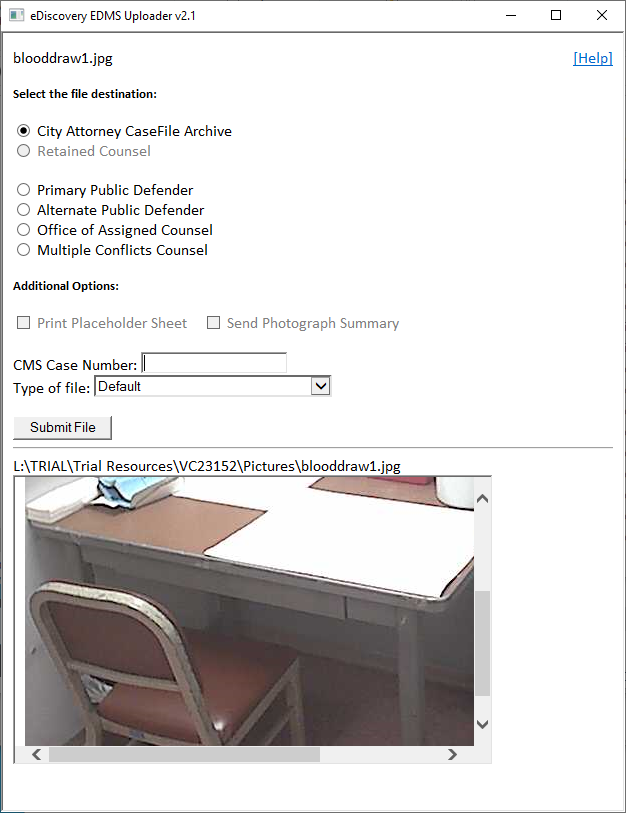 eDiscovery EDMS Uploader v2.1
blooddraw1.jpg [Help]
Select the file destination:
City Attorney CaseFile Archive
Retained Counsel
Primary Public Defender
Alternate Public Defender
Office of Assigned Counsel
Multiple Conflicts Counsel
Additional Options:
Print Placeholder Sheet Send Photograph Summary
CMS Case Number:
Type of file: Default
Submit File
L:\TRIAL\Trial Resources\VC23152\Pictures\blooddraw1.jpg